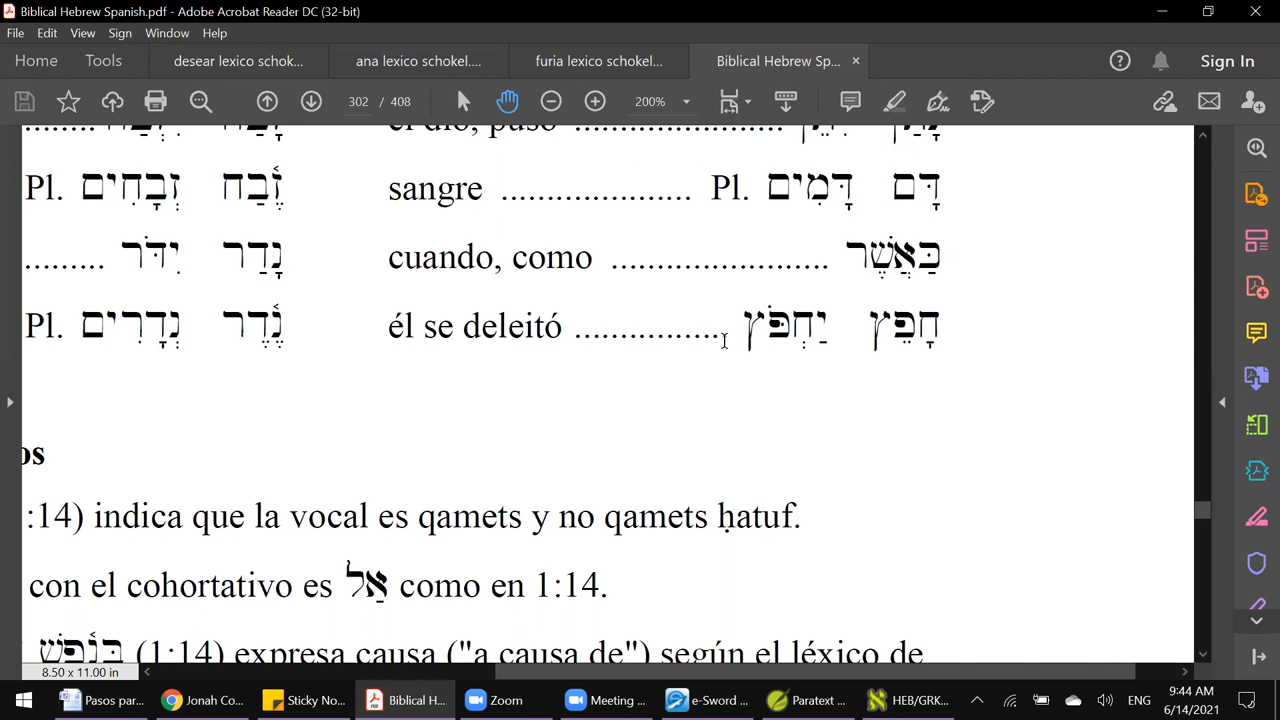 Biblical Hebrew Spanish.pdf - Adobe Acrobat Reader DC (32-bit)
File Edit View Sign Window Help
Home Tools desear lexico schok... ana lexico schokel.... furia lexico schokel... Biblical Hebrew Sp... ×
302 / 408 200% Sign In
él dio, puso ......................
Pl. זֶ֫בַח זְבָחִים
sangre .................... Pl. דָּם דָּמִים
........ נָדַר יִדֹּר
cuando, como ....................... כַּאֲשֶׁר
Pl. נֶ֫דֶר נְדָרִים
él se deleitó ............... חָפֵץ יַחְפֹּץ
os
:14) indica que la vocal es qamets y no qamets ḥatuf.
con el cohortativo es אַל como en 1:14.
(1:14) expresa causa ("a causa de") según el léxico de
8.50 x 11.00 in
Pasos par... Jonah Co... Sticky No... Biblical H... Zoom Meeting ... e-Sword ... Paratext ... HEB/GRK... ENG 9:44 AM
6/14/2021